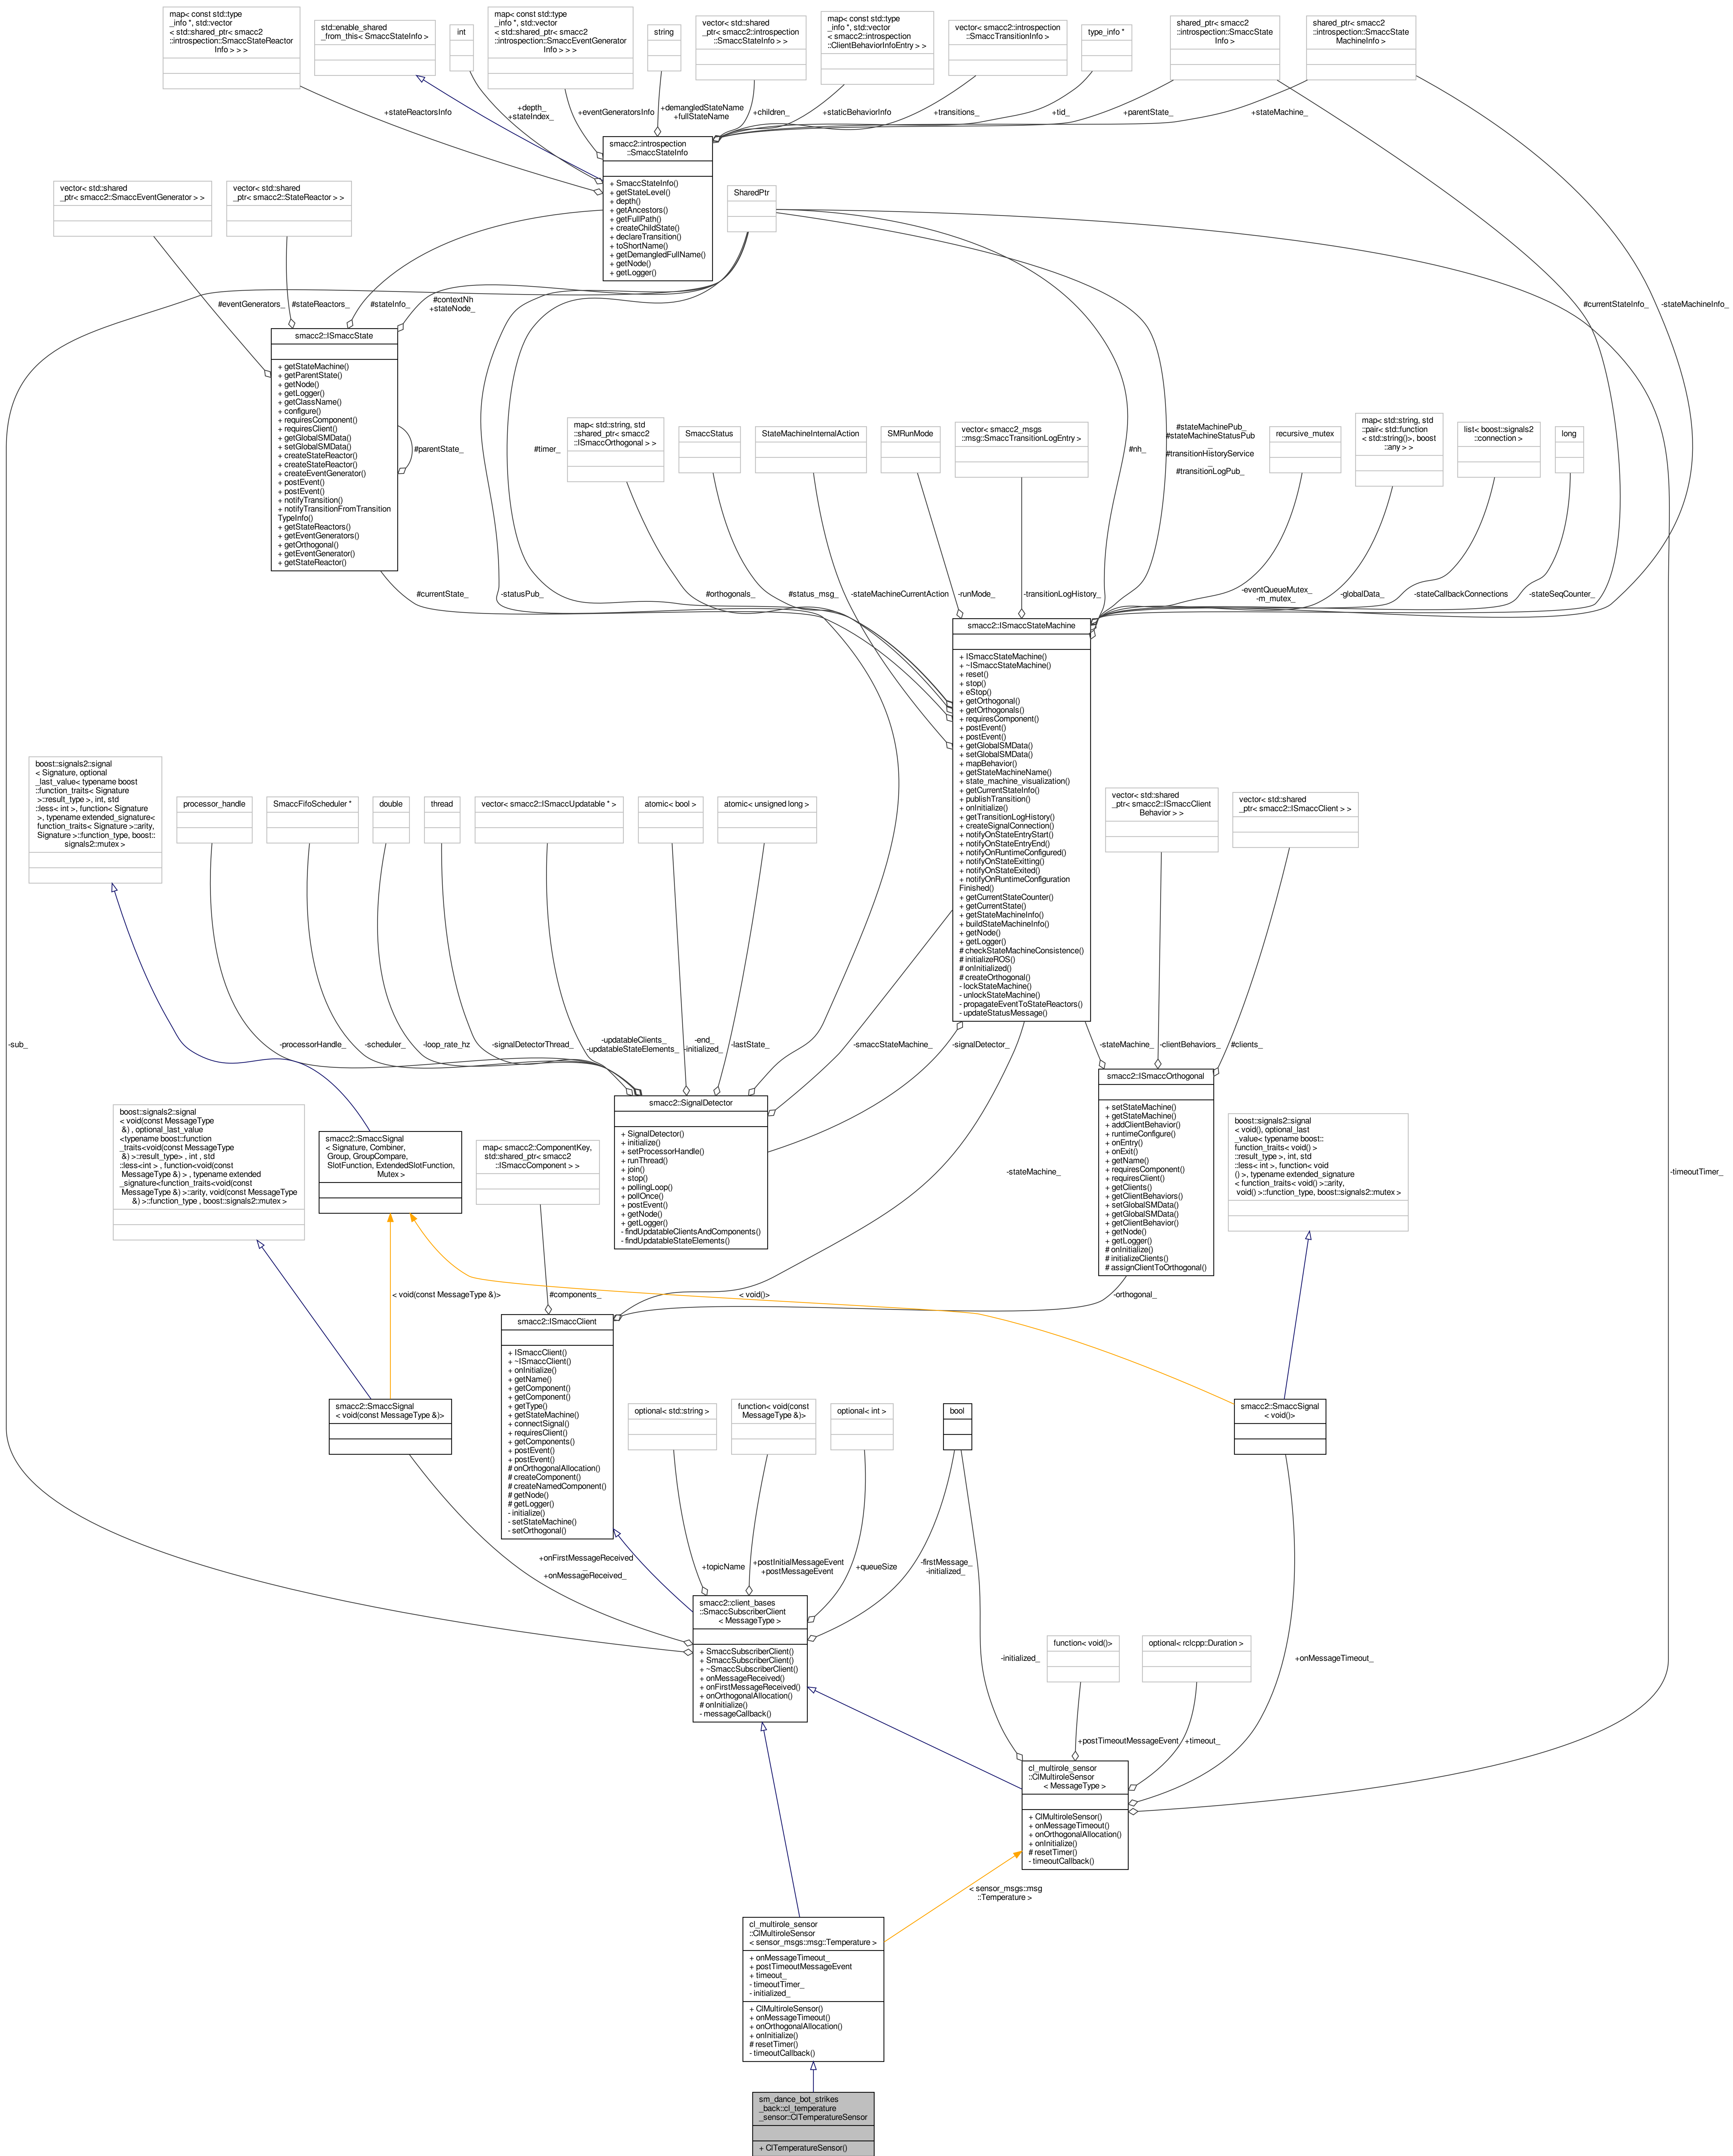 map< const std::type
_info *, std::vector
< std::shared_ptr< smacc2
::introspection::SmaccStateReactor
Info > > >
std::enable_shared
_from_this< SmaccStateInfo >
int
map< const std::type
_info *, std::vector
< std::shared_ptr< smacc2
::introspection::SmaccEventGenerator
Info > > >
string
vector< std::shared
_ptr< smacc2::introspection
::SmaccStateInfo > >
map< const std::type
_info *, std::vector
< smacc2::introspection
::ClientBehaviorInfoEntry > >
vector< smacc2::introspection
::SmaccTransitionInfo >
type_info *
shared_ptr< smacc2
::introspection::SmaccState
Info >
shared_ptr< smacc2
::introspection::SmaccState
MachineInfo >
+stateReactorsInfo
+depth_
+stateIndex_
+eventGeneratorsInfo
+demangledStateName
+fullStateName
+children_
+staticBehaviorInfo
+transitions_
+tid_
+parentState_
+stateMachine_
smacc2::introspection
::SmaccStateInfo
+ SmaccStateInfo()
+ getStateLevel()
+ depth()
+ getAncestors()
+ getFullPath()
+ createChildState()
+ declareTransition()
+ toShortName()
+ getDemangledFullName()
+ getNode()
+ getLogger()
vector< std::shared
_ptr< smacc2::SmaccEventGenerator > >
vector< std::shared
_ptr< smacc2::StateReactor > >
SharedPtr
#eventGenerators_
#stateReactors_
#stateInfo_
#contextNh
+stateNode_
#currentStateInfo_
-stateMachineInfo_
smacc2::ISmaccState
+ getStateMachine()
+ getParentState()
+ getNode()
+ getLogger()
+ getClassName()
+ configure()
+ requiresComponent()
+ requiresClient()
+ getGlobalSMData()
+ setGlobalSMData()
+ createStateReactor()
+ createStateReactor()
+ createEventGenerator()
+ postEvent()
+ postEvent()
+ notifyTransition()
+ notifyTransitionFromTransition
TypeInfo()
+ getStateReactors()
+ getEventGenerators()
+ getOrthogonal()
+ getEventGenerator()
+ getStateReactor()
#parentState_
#timer_
map< std::string, std
::shared_ptr< smacc2
::ISmaccOrthogonal > >
SmaccStatus
StateMachineInternalAction
SMRunMode
vector< smacc2_msgs
::msg::SmaccTransitionLogEntry >
#nh_
#stateMachinePub_
#stateMachineStatusPub
_
#transitionHistoryService
_
#transitionLogPub_
recursive_mutex
map< std::string, std
::pair< std::function
< std::string()>, boost
::any > >
list< boost::signals2
::connection >
long
#currentState_
-statusPub_
#orthogonals_
#status_msg_
-stateMachineCurrentAction
-runMode_
-transitionLogHistory_
-eventQueueMutex_
-m_mutex_
-globalData_
-stateCallbackConnections
-stateSeqCounter_
smacc2::ISmaccStateMachine
+ ISmaccStateMachine()
+ ~ISmaccStateMachine()
+ reset()
+ stop()
+ eStop()
+ getOrthogonal()
+ getOrthogonals()
+ requiresComponent()
+ postEvent()
+ postEvent()
+ getGlobalSMData()
+ setGlobalSMData()
+ mapBehavior()
+ getStateMachineName()
+ state_machine_visualization()
+ getCurrentStateInfo()
+ publishTransition()
+ onInitialize()
+ getTransitionLogHistory()
+ createSignalConnection()
+ notifyOnStateEntryStart()
+ notifyOnStateEntryEnd()
+ notifyOnRuntimeConfigured()
+ notifyOnStateExitting()
+ notifyOnStateExited()
+ notifyOnRuntimeConfiguration
Finished()
+ getCurrentStateCounter()
+ getCurrentState()
+ getStateMachineInfo()
+ buildStateMachineInfo()
+ getNode()
+ getLogger()
# checkStateMachineConsistence()
# initializeROS()
# onInitialized()
# createOrthogonal()
- lockStateMachine()
- unlockStateMachine()
- propagateEventToStateReactors()
- updateStatusMessage()
boost::signals2::signal
< Signature, optional
_last_value< typename boost
::function_traits< Signature
 >::result_type >, int, std
::less< int >, function< Signature
 >, typename extended_signature<
 function_traits< Signature >::arity,
 Signature >::function_type, boost::
signals2::mutex >
processor_handle
SmaccFifoScheduler *
double
thread
vector< smacc2::ISmaccUpdatable * >
atomic< bool >
atomic< unsigned long >
vector< std::shared
_ptr< smacc2::ISmaccClient
Behavior > >
vector< std::shared
_ptr< smacc2::ISmaccClient > >
-sub_
-processorHandle_
-scheduler_
-loop_rate_hz
-signalDetectorThread_
-updatableClients_
-updatableStateElements_
-end_
-initialized_
-lastState_
-smaccStateMachine_
-signalDetector_
-stateMachine_
-clientBehaviors_
#clients_
smacc2::SignalDetector
+ SignalDetector()
+ initialize()
+ setProcessorHandle()
+ runThread()
+ join()
+ stop()
+ pollingLoop()
+ pollOnce()
+ postEvent()
+ getNode()
+ getLogger()
- findUpdatableClientsAndComponents()
- findUpdatableStateElements()
smacc2::ISmaccOrthogonal
+ setStateMachine()
+ getStateMachine()
+ addClientBehavior()
+ runtimeConfigure()
+ onEntry()
+ onExit()
+ getName()
+ requiresComponent()
+ requiresClient()
+ getClients()
+ getClientBehaviors()
+ setGlobalSMData()
+ getGlobalSMData()
+ getClientBehavior()
+ getNode()
+ getLogger()
# onInitialize()
# initializeClients()
# assignClientToOrthogonal()
boost::signals2::signal
< void(const MessageType
 &) , optional_last_value
<typename boost::function
_traits<void(const MessageType
 &) >::result_type> , int , std
::less<int > , function<void(const
 MessageType &) > , typename extended
_signature<function_traits<void(const
 MessageType &) >::arity, void(const MessageType
 &) >::function_type , boost::signals2::mutex >
smacc2::SmaccSignal
< Signature, Combiner,
 Group, GroupCompare,
 SlotFunction, ExtendedSlotFunction,
 Mutex >
map< smacc2::ComponentKey,
 std::shared_ptr< smacc2
::ISmaccComponent > >
boost::signals2::signal
< void(), optional_last
_value< typename boost::
function_traits< void() >
::result_type >, int, std
::less< int >, function< void
() >, typename extended_signature
< function_traits< void() >::arity,
 void() >::function_type, boost::signals2::mutex >
-stateMachine_
-timeoutTimer_
< void(const MessageType &)>
#components_
< void()>
-orthogonal_
smacc2::ISmaccClient
+ ISmaccClient()
+ ~ISmaccClient()
+ onInitialize()
+ getName()
+ getComponent()
+ getComponent()
+ getType()
+ getStateMachine()
+ connectSignal()
+ requiresClient()
+ getComponents()
+ postEvent()
+ postEvent()
# onOrthogonalAllocation()
# createComponent()
# createNamedComponent()
# getNode()
# getLogger()
- initialize()
- setStateMachine()
- setOrthogonal()
smacc2::SmaccSignal
< void(const MessageType &)>
optional< std::string >
function< void(const
 MessageType &)>
optional< int >
bool
smacc2::SmaccSignal
< void()>
+onFirstMessageReceived
_
+onMessageReceived_
+topicName
+postInitialMessageEvent
+postMessageEvent
+queueSize
-firstMessage_
-initialized_
smacc2::client_bases
::SmaccSubscriberClient
< MessageType >
+ SmaccSubscriberClient()
+ SmaccSubscriberClient()
+ ~SmaccSubscriberClient()
+ onMessageReceived()
+ onFirstMessageReceived()
+ onOrthogonalAllocation()
# onInitialize()
- messageCallback()
-initialized_
function< void()>
optional< rclcpp::Duration >
+onMessageTimeout_
+postTimeoutMessageEvent
+timeout_
cl_multirole_sensor
::ClMultiroleSensor
< MessageType >
+ ClMultiroleSensor()
+ onMessageTimeout()
+ onOrthogonalAllocation()
+ onInitialize()
# resetTimer()
- timeoutCallback()
< sensor_msgs::msg
::Temperature >
cl_multirole_sensor
::ClMultiroleSensor
< sensor_msgs::msg::Temperature >
+ onMessageTimeout_
+ postTimeoutMessageEvent
+ timeout_
- timeoutTimer_
- initialized_
+ ClMultiroleSensor()
+ onMessageTimeout()
+ onOrthogonalAllocation()
+ onInitialize()
# resetTimer()
- timeoutCallback()
sm_dance_bot_strikes
_back::cl_temperature
_sensor::ClTemperatureSensor
+ ClTemperatureSensor()